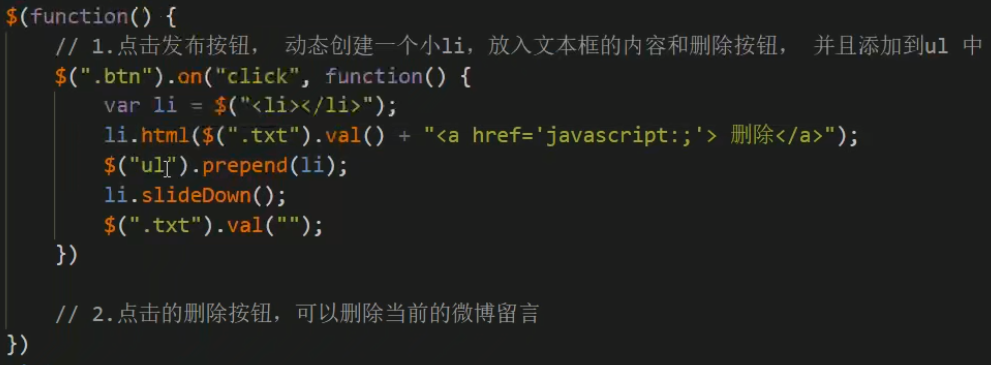 $(function() {
// 1.点击发布按钮， 动态创建一个小li，放入文本框的内容和删除按钮， 并且添加到ul 中
$(".btn").on("click", function() {
var li = $("<li></li>");
li.html($(".txt").val() + "<a href='javascript:;'> 删除</a>");
$("ul").prepend(li);
li.slideDown();
$(".txt").val("");
})
// 2.点击的删除按钮，可以删除当前的微博留言
})